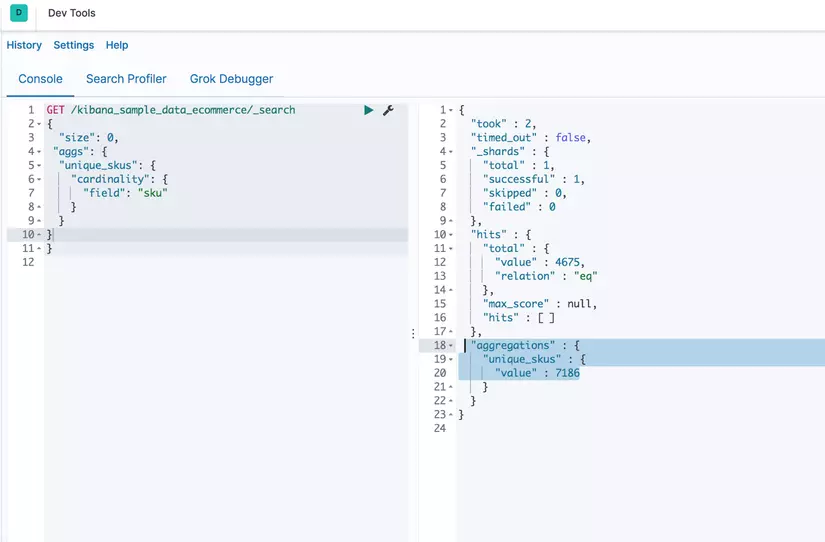 D Dev Tools
History Settings Help
Console Search Profiler Grok Debugger
1 GET /kibana_sample_data_ecommerce/_search
2 {
3 "size": 0,
4 "aggs": {
5 "unique_skus": {
6 "cardinality": {
7 "field": "sku"
8 }
9 }
10 }
11 }
12
1 {
2 "took" : 2,
3 "timed_out" : false,
4 "_shards" : {
5 "total" : 1,
6 "successful" : 1,
7 "skipped" : 0,
8 "failed" : 0
9 },
10 "hits" : {
11 "total" : {
12 "value" : 4675,
13 "relation" : "eq"
14 },
15 "max_score" : null,
16 "hits" : [ ]
17 },
18 "aggregations" : {
19 "unique_skus" : {
20 "value" : 7186
21 }
22 }
23 }
24